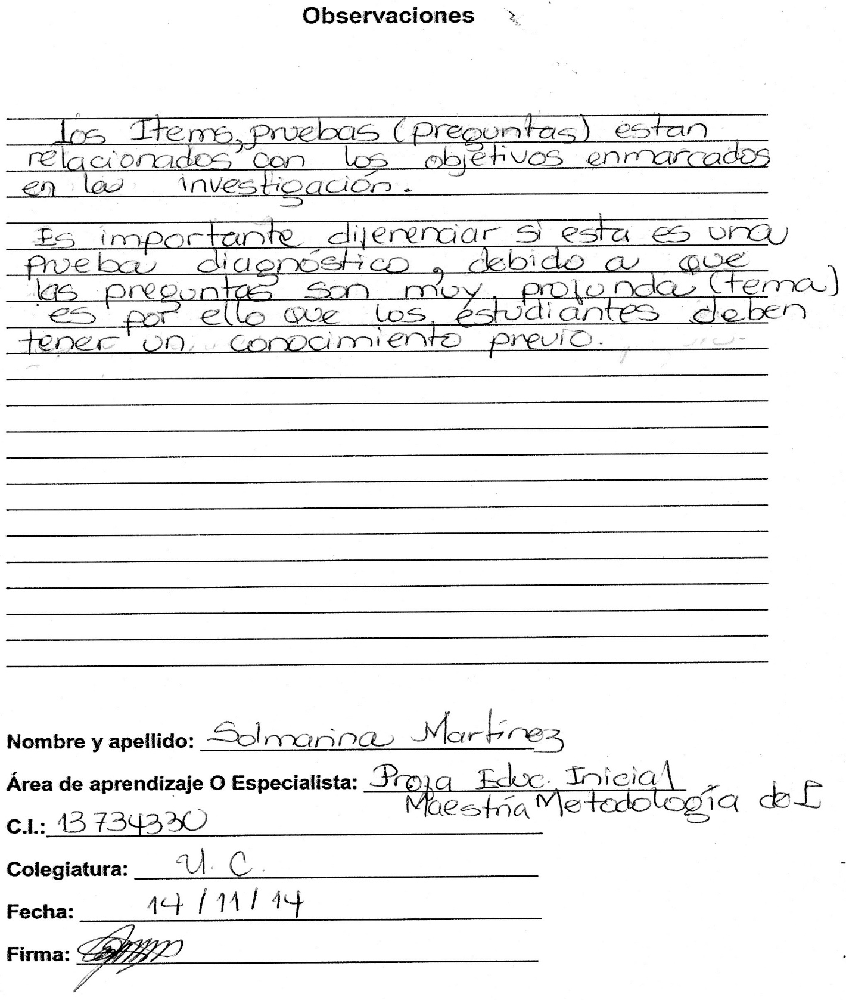 Observaciones
Los Items, pruebas (preguntas) estan
relacionados con los objetivos enmarcados
en la investigación.
Es importante diferenciar si esta es una
prueba diagnóstico, debido a que
las preguntas son muy profunda (tema)
es por ello que los estudiantes deben
tener un conocimiento previo.
Nombre y apellido: Solmarina Martínez
Área de aprendizaje O Especialista: Profa Educ. Inicial
Maestría Metodología de I
C.I.: 13734330
Colegiatura: U. C.
Fecha: 14 / 11 / 14
Firma: